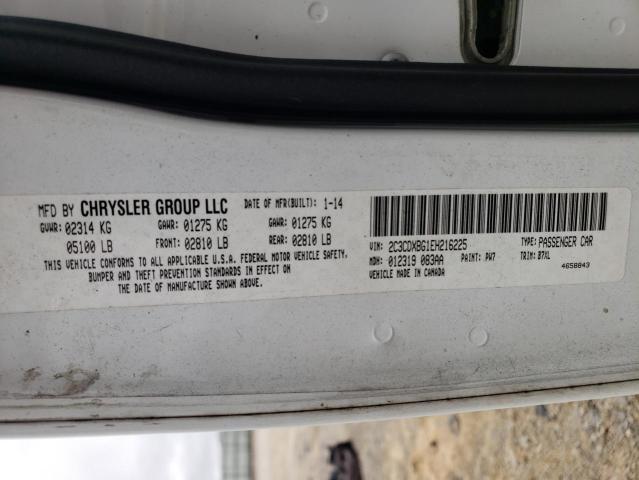 MFD BY CHRYSLER GROUP LLC DATE OF MFR(BUILT): 1-14
GVWR: 02314 KG GAWR: 01275 KG GAWR: 01275 KG
05100 LB FRONT: 02810 LB REAR: 02810 LB
THIS VEHICLE CONFORMS TO ALL APPLICABLE U.S.A. FEDERAL MOTOR VEHICLE SAFETY,
BUMPER AND THEFT PREVENTION STANDARDS IN EFFECT ON
THE DATE OF MANUFACTURE SHOWN ABOVE.
VIN: 2C3CDXBG1EH216225 TYPE: PASSENGER CAR
MDH: 012319 083AA PAINT: PW7 TRIM: B7XL
VEHICLE MADE IN CANADA 4658843